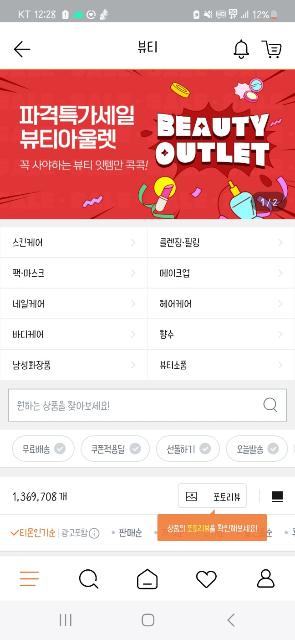 KT 12:28
12%
뷰티
파격특가세일
뷰티아울렛
꼭 사야하는 뷰티 잇템만 콕콕!
BEAUTY
OUTLET
1 / 2
스킨케어
클렌징·필링
팩·마스크
메이크업
네일케어
헤어케어
바디케어
향수
남성화장품
뷰티소품
원하는 상품을 찾아보세요!
무료배송
쿠폰적용딜
선물하기
오늘발송
1,369,708 개
포토리뷰
상품의 포토리뷰를 확인해보세요!
티몬인기순
광고포함
판매순